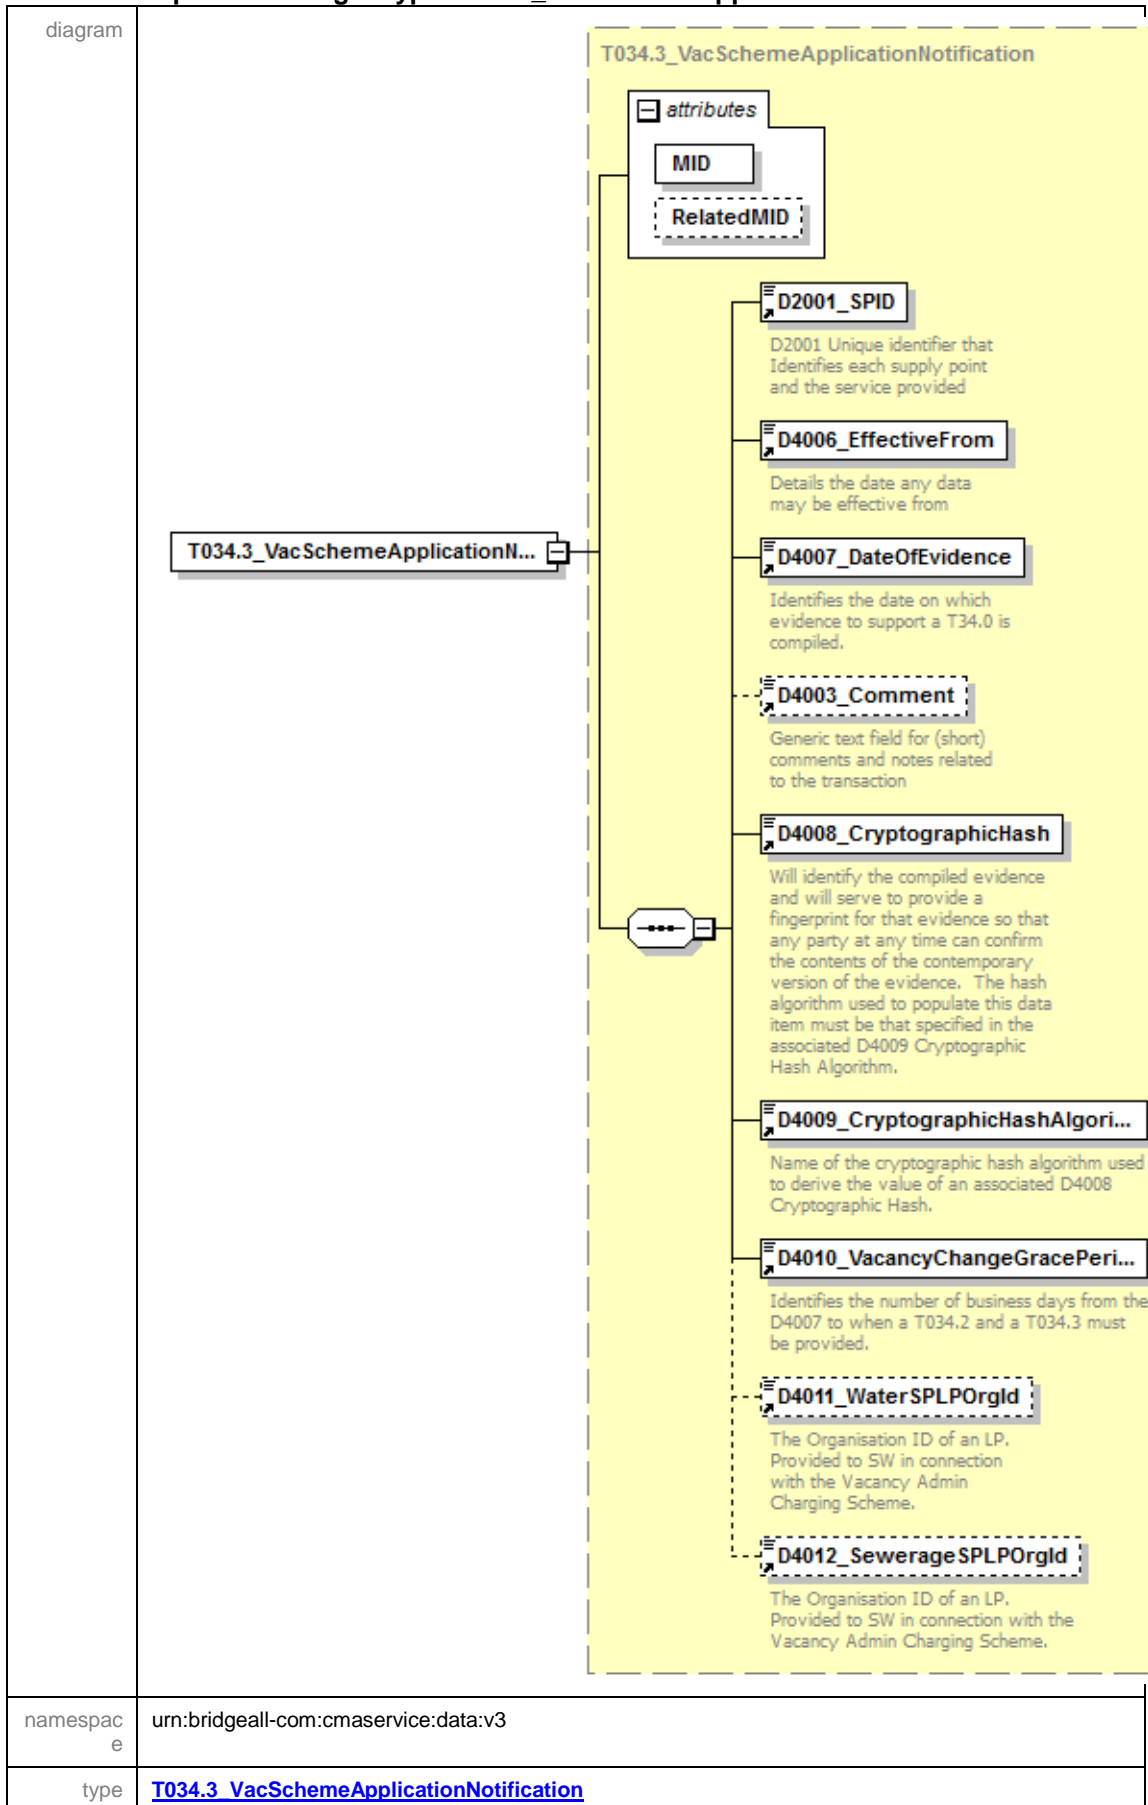 diagram
T034.3_VacSchemeApplicationNotification
attributes
MID
RelatedMID
D2001_SPID
D2001 Unique identifier that
Identifies each supply point
and the service provided
D4006_EffectiveFrom
Details the date any data
may be effective from
T034.3_VacSchemeApplicationN...
D4007_DateOfEvidence
Identifies the date on which
evidence to support a T34.0 is
compiled.
D4003_Comment
Generic text field for (short)
comments and notes related
to the transaction
D4008_CryptographicHash
Will identify the compiled evidence
and will serve to provide a
fingerprint for that evidence so that
any party at any time can confirm
the contents of the contemporary
version of the evidence. The hash
algorithm used to populate this data
item must be that specified in the
associated D4009 Cryptographic
Hash Algorithm.
D4009_CryptographicHashAlgori...
Name of the cryptographic hash algorithm used
to derive the value of an associated D4008
Cryptographic Hash.
D4010_VacancyChangeGracePeri...
Identifies the number of business days from the
D4007 to when a T034.2 and a T034.3 must
be provided.
D4011_WaterSPLPOrgId
The Organisation ID of an LP.
Provided to SW in connection
with the Vacancy Admin
Charging Scheme.
D4012_SewerageSPLPOrgId
The Organisation ID of an LP.
Provided to SW in connection with the
Vacancy Admin Charging Scheme.
namespac
e
urn:bridgeall-com:cmaservice:data:v3
type
T034.3_VacSchemeApplicationNotification